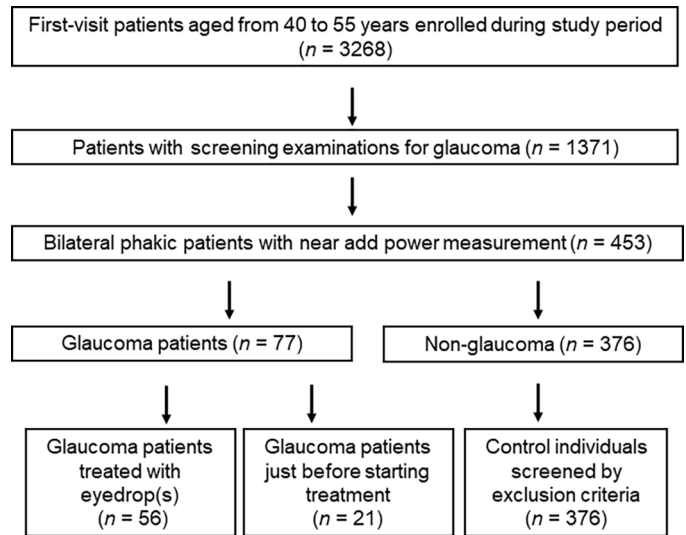 First-visit patients aged from 40 to 55 years enrolled during study period
(n = 3268)
Patients with screening examinations for glaucoma (n = 1371)
Bilateral phakic patients with near add power measurement (n = 453)
Glaucoma patients (n = 77)
Non-glaucoma (n = 376)
Glaucoma patients
treated with
eyedrop(s)
(n = 56)
Glaucoma patients
just before starting
treatment
(n = 21)
Control individuals
screened by
exclusion criteria
(n = 376)